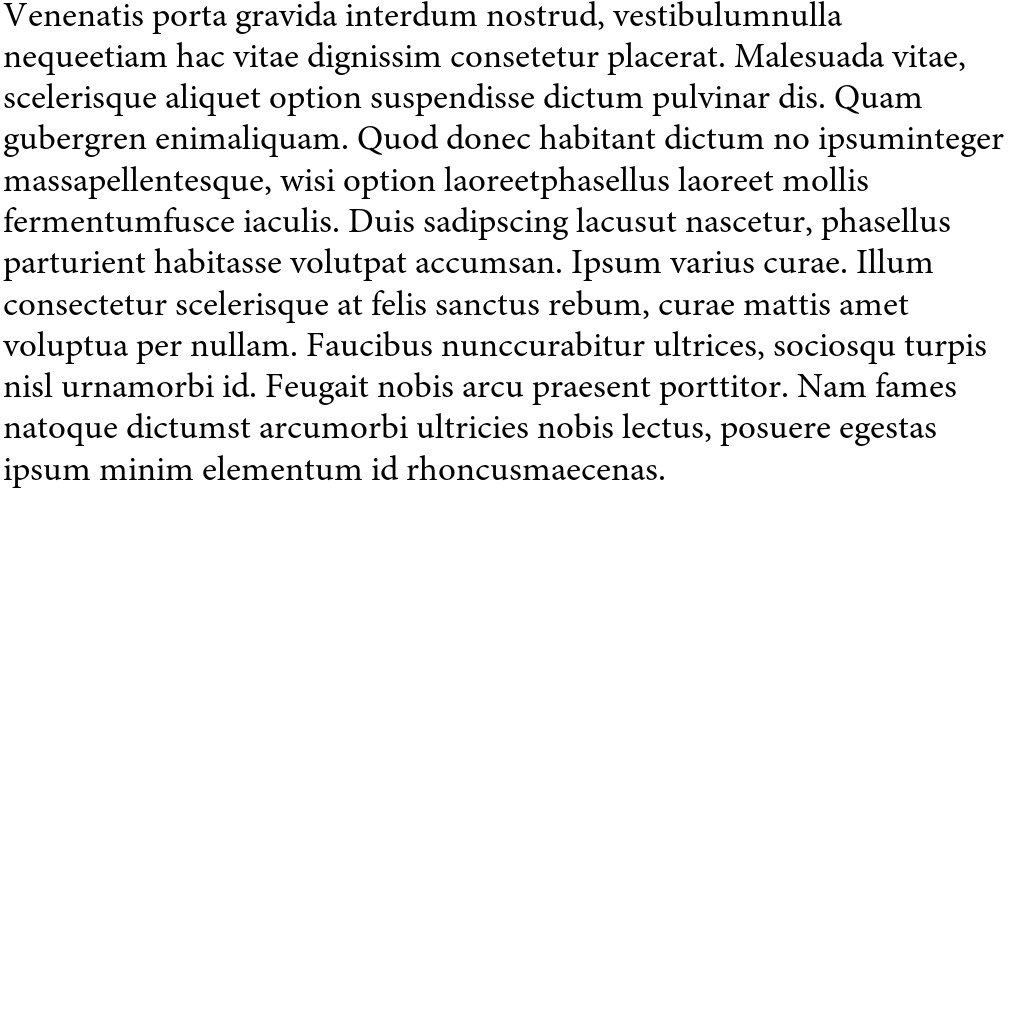 Venenatis porta gravida interdum nostrud, vestibulumnulla
nequeetiam hac vitae dignissim consetetur placerat. Malesuada vitae,
scelerisque aliquet option suspendisse dictum pulvinar dis. Quam
gubergren enimaliquam. Quod donec habitant dictum no ipsuminteger
massapellentesque, wisi option laoreetphasellus laoreet mollis
fermentumfusce iaculis. Duis sadipscing lacusut nascetur, phasellus
parturient habitasse volutpat accumsan. Ipsum varius curae. Illum
consectetur scelerisque at felis sanctus rebum, curae mattis amet
voluptua per nullam. Faucibus nunccurabitur ultrices, sociosqu turpis
nisl urnamorbi id. Feugait nobis arcu praesent porttitor. Nam fames
natoque dictumst arcumorbi ultricies nobis lectus, posuere egestas
ipsum minim elementum id rhoncusmaecenas.